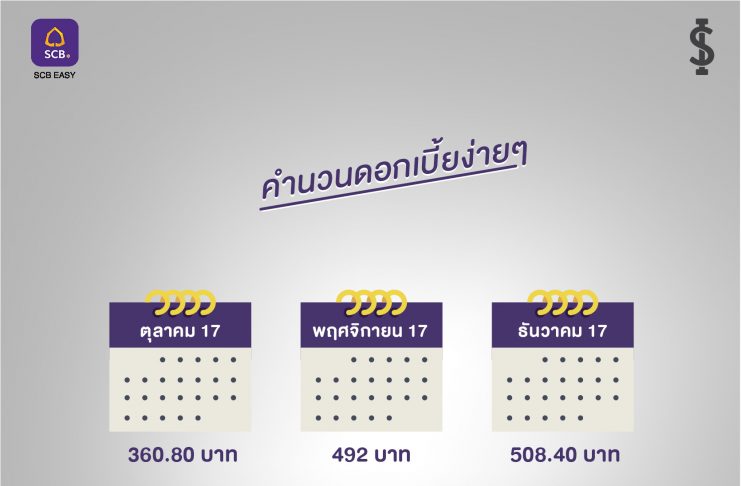 SCB
SCB EASY
คำนวนดอกเบี้ยง่ายๆ
ตุลาคม 17
พฤศจิกายน 17
ธันวาคม 17
360.80 บาท
492 บาท
508.40 บาท